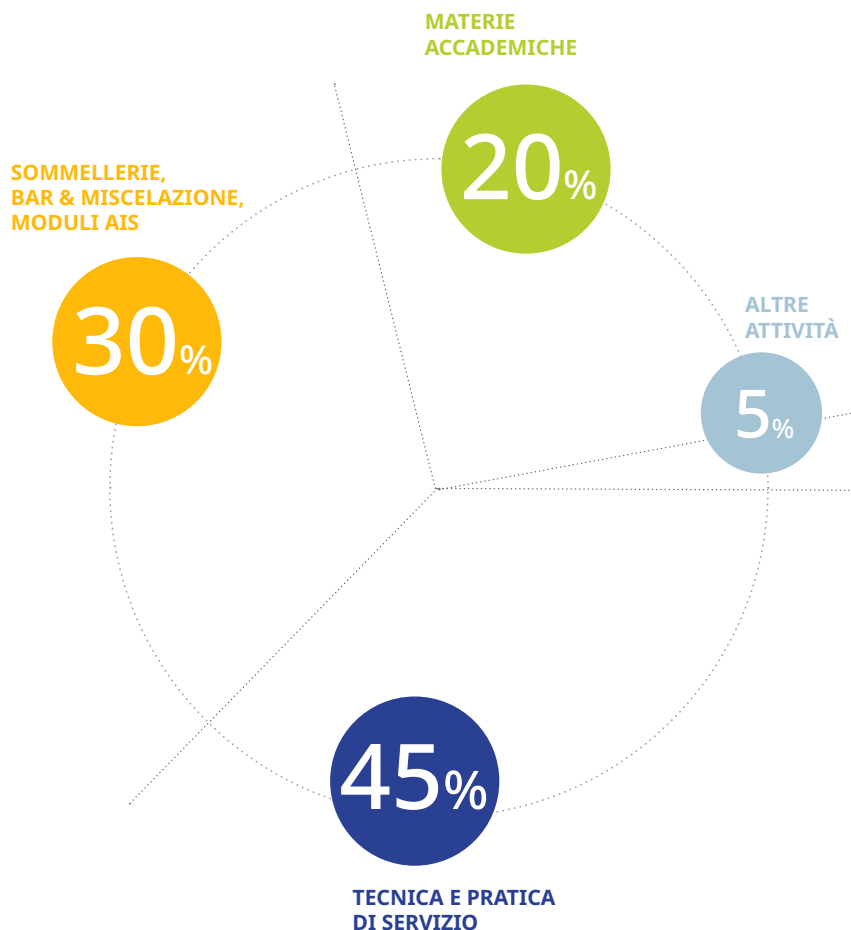 MATERIE
ACCADEMICHE
20%
SOMMELLERIE,
BAR & MISCELAZIONE,
MODULI AIS
30%
ALTRE
ATTIVITÀ
5%
45%
TECNICA E PRATICA
DI SERVIZIO